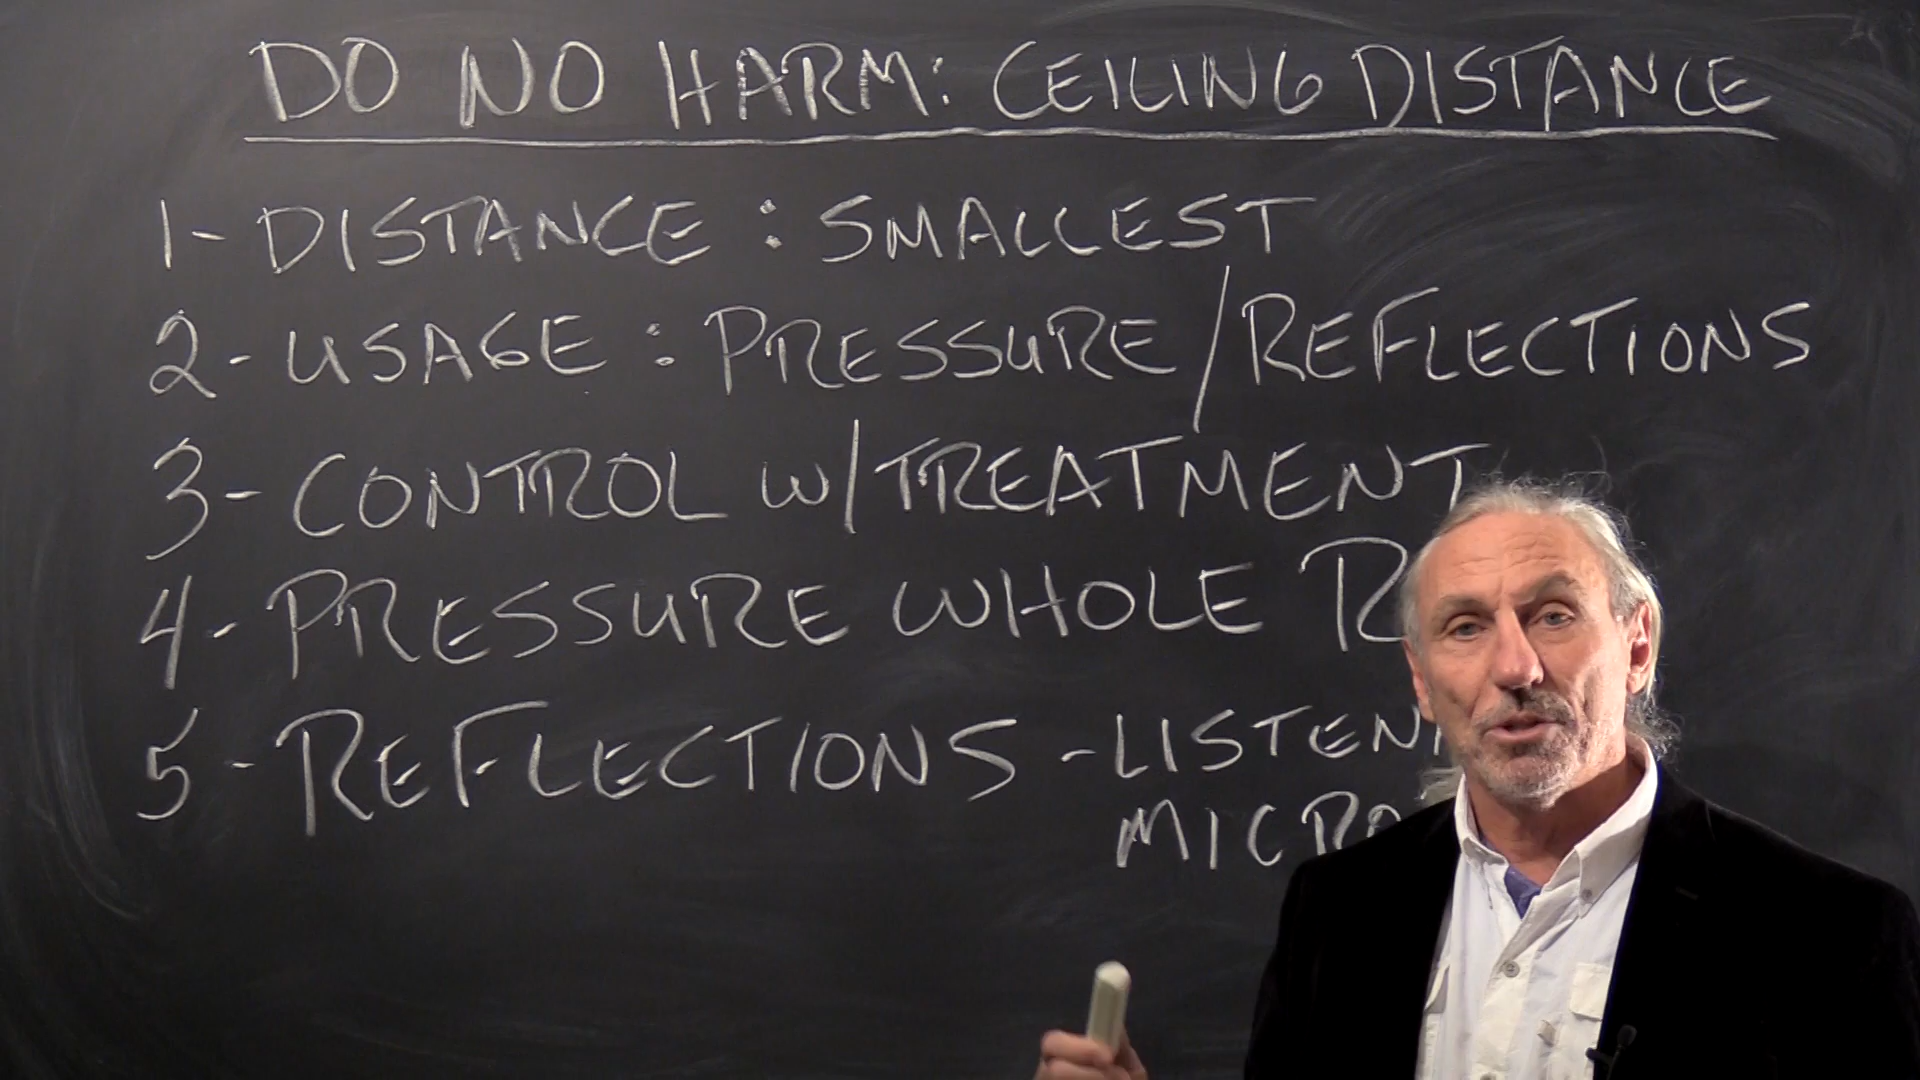 DO NO HARM: CEILING DISTANCE
1- DISTANCE : SMALLEST
2- USAGE : PRESSURE/REFLECTIONS
3- CONTROL w/TREATMENT
4- PRESSURE WHOLE
5- REFLECTIONS -